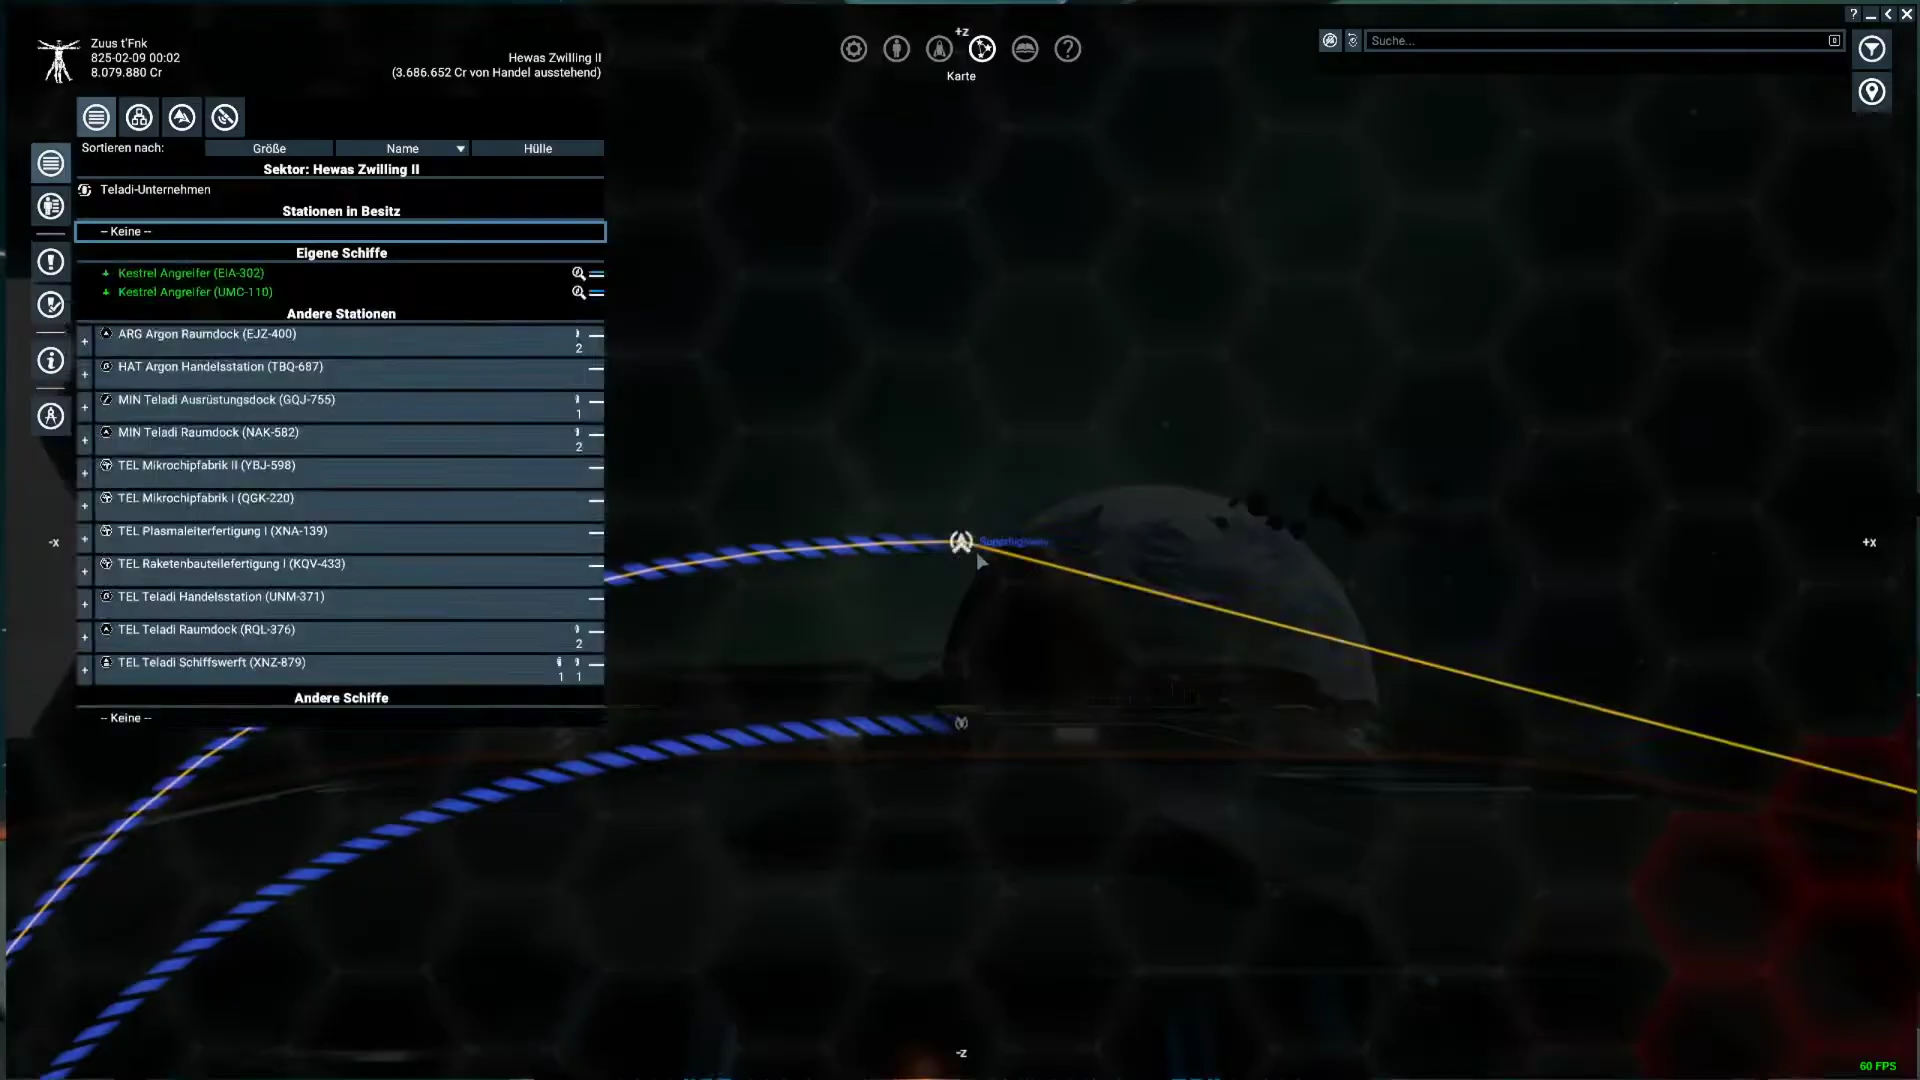 Zuus t'Fnk
825-02-09 00:02
8.079.880 Cr
Hewas Zwilling II
(3.686.652 Cr von Handel ausstehend)
+z
Karte
Suche...
Sortieren nach:
Größe
Name
Hülle
Sektor: Hewas Zwilling II
Teladi-Unternehmen
Stationen in Besitz
-- Keine --
Eigene Schiffe
Kestrel Angreifer (EIA-302)
Kestrel Angreifer (UMC-110)
Andere Stationen
ARG Argon Raumdock (EJZ-400)
2
HAT Argon Handelsstation (TBQ-687)
MIN Teladi Ausrüstungsdock (GQJ-755)
1
MIN Teladi Raumdock (NAK-582)
2
TEL Mikrochipfabrik II (YBJ-598)
TEL Mikrochipfabrik I (QGK-220)
TEL Plasmaleiterfertigung I (XNA-139)
TEL Raketenbauteilefertigung I (KQV-433)
TEL Teladi Handelsstation (UNM-371)
TEL Teladi Raumdock (RQL-376)
2
TEL Teladi Schiffswerft (XNZ-879)
1 1
Andere Schiffe
-- Keine --
-x
+x
-z
60 FPS